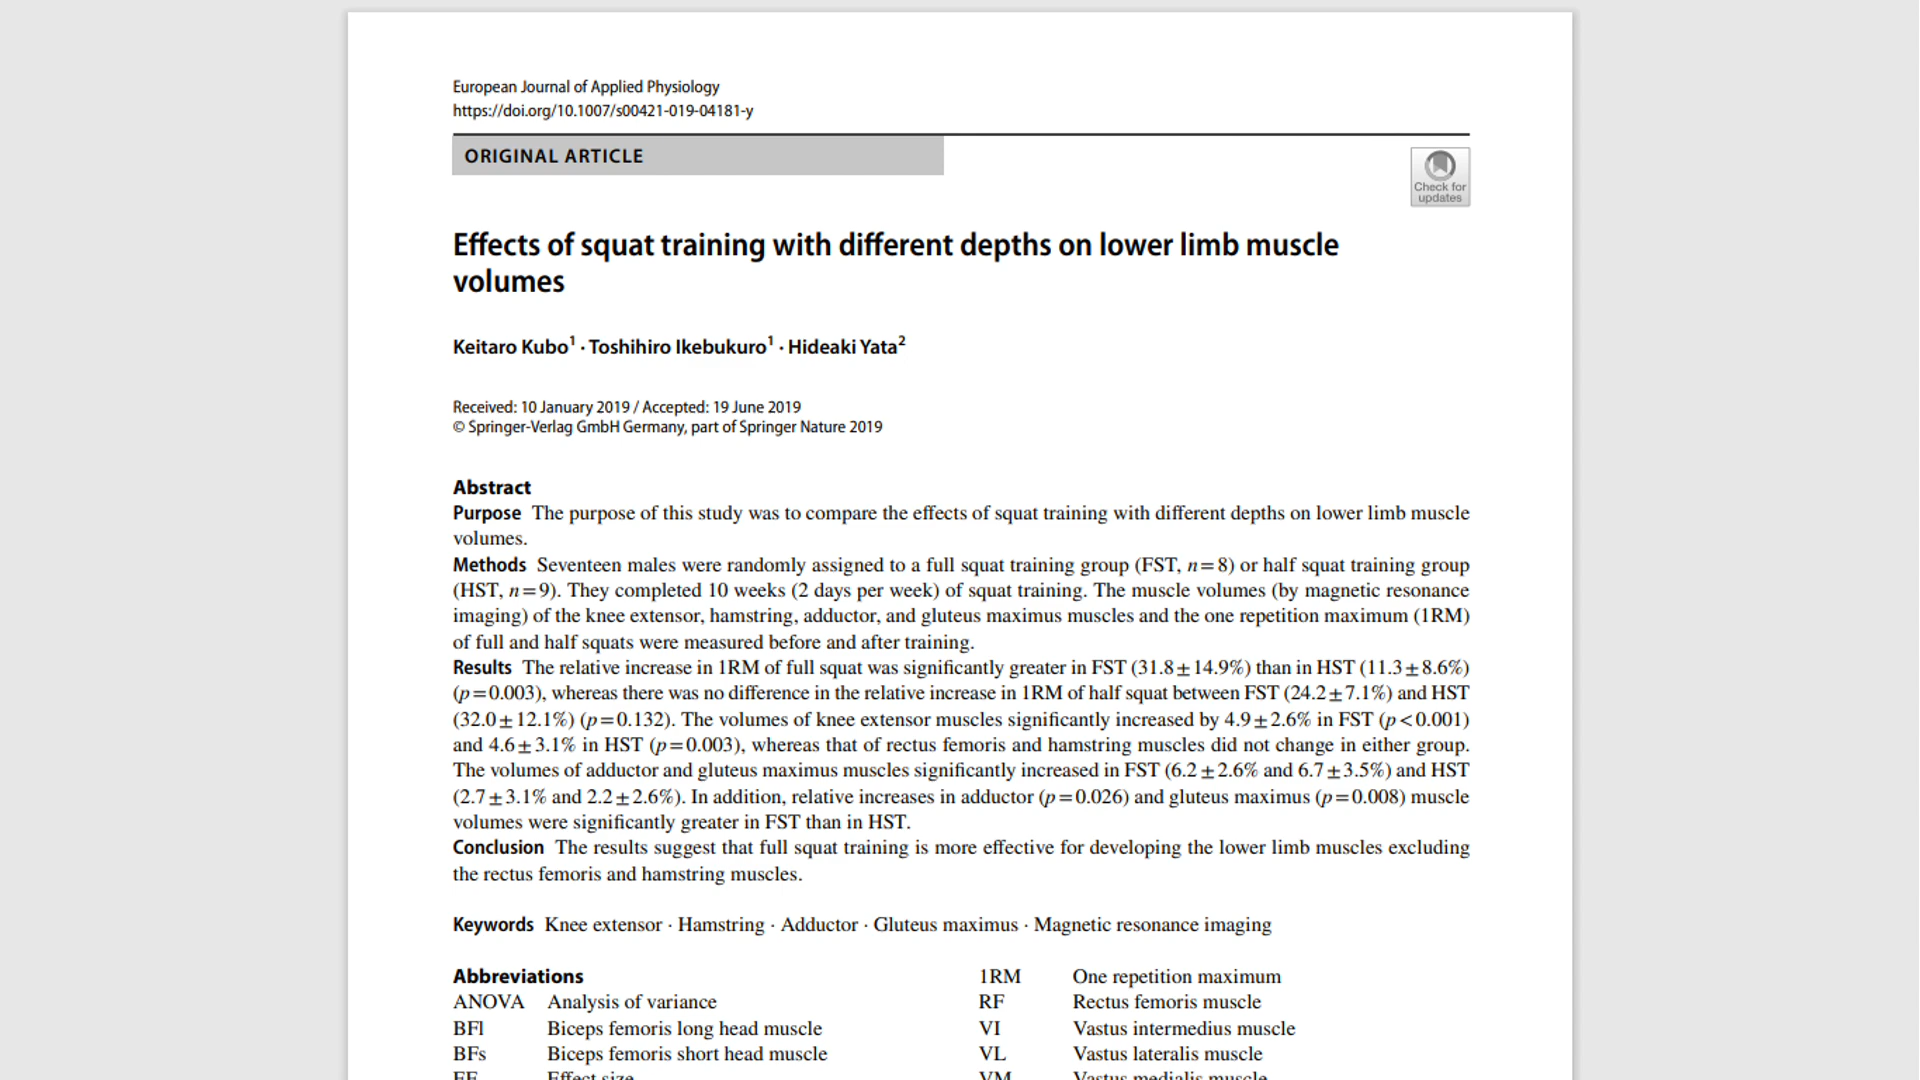 European Journal of Applied Physiology
https://doi.org/10.1007/s00421-019-04181-y
ORIGINAL ARTICLE
Check for
updates
Effects of squat training with different depths on lower limb muscle
volumes
Keitaro Kubo1 · Toshihiro Ikebukuro1 · Hideaki Yata2
Received: 10 January 2019 / Accepted: 19 June 2019
© Springer-Verlag GmbH Germany, part of Springer Nature 2019
Abstract
Purpose The purpose of this study was to compare the effects of squat training with different depths on lower limb muscle
volumes.
Methods Seventeen males were randomly assigned to a full squat training group (FST, n=8) or half squat training group
(HST, n=9). They completed 10 weeks (2 days per week) of squat training. The muscle volumes (by magnetic resonance
imaging) of the knee extensor, hamstring, adductor, and gluteus maximus muscles and the one repetition maximum (1RM)
of full and half squats were measured before and after training.
Results The relative increase in 1RM of full squat was significantly greater in FST (31.8±14.9%) than in HST (11.3±8.6%)
(p=0.003), whereas there was no difference in the relative increase in 1RM of half squat between FST (24.2±7.1%) and HST
(32.0±12.1%) (p=0.132). The volumes of knee extensor muscles significantly increased by 4.9±2.6% in FST (p<0.001)
and 4.6±3.1% in HST (p=0.003), whereas that of rectus femoris and hamstring muscles did not change in either group.
The volumes of adductor and gluteus maximus muscles significantly increased in FST (6.2±2.6% and 6.7±3.5%) and HST
(2.7±3.1% and 2.2±2.6%). In addition, relative increases in adductor (p=0.026) and gluteus maximus (p=0.008) muscle
volumes were significantly greater in FST than in HST.
Conclusion The results suggest that full squat training is more effective for developing the lower limb muscles excluding
the rectus femoris and hamstring muscles.
Keywords Knee extensor · Hamstring · Adductor · Gluteus maximus · Magnetic resonance imaging
Abbreviations
ANOVA Analysis of variance
BFl Biceps femoris long head muscle
BFs Biceps femoris short head muscle
EF Effect size
1RM One repetition maximum
RF Rectus femoris muscle
VI Vastus intermedius muscle
VL Vastus lateralis muscle
VM Vastus medialis muscle